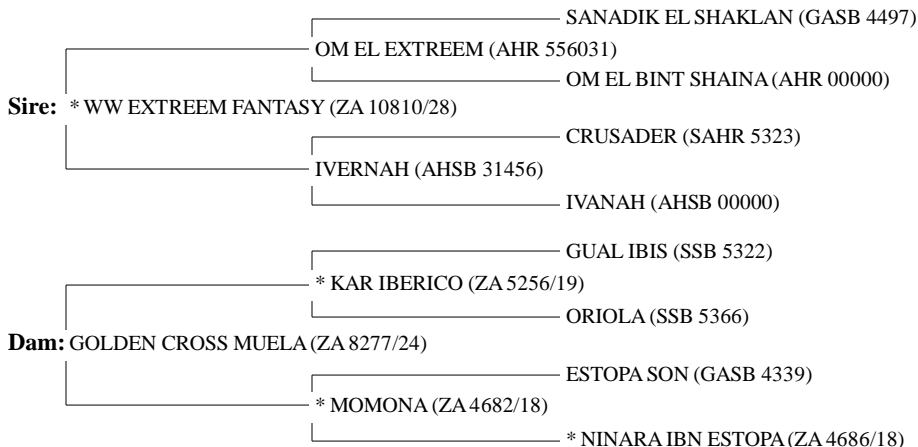 SANADIK EL SHAKLAN (GASB 4497)
OM EL EXTREEM (AHR 556031)
OM EL BINT SHAINA (AHR 00000)
Sire: * WW EXTREEM FANTASY (ZA 10810/28)
CRUSADER (SAHR 5323)
IVERNAH (AHSB 31456)
IVANAH (AHSB 00000)
GUAL IBIS (SSB 5322)
* KAR IBERICO (ZA 5256/19)
ORIOLA (SSB 5366)
Dam: GOLDEN CROSS MUELA (ZA 8277/24)
ESTOPA SON (GASB 4339)
* MOMONA (ZA 4682/18)
* NINARA IBN ESTOPA (ZA 4686/18)